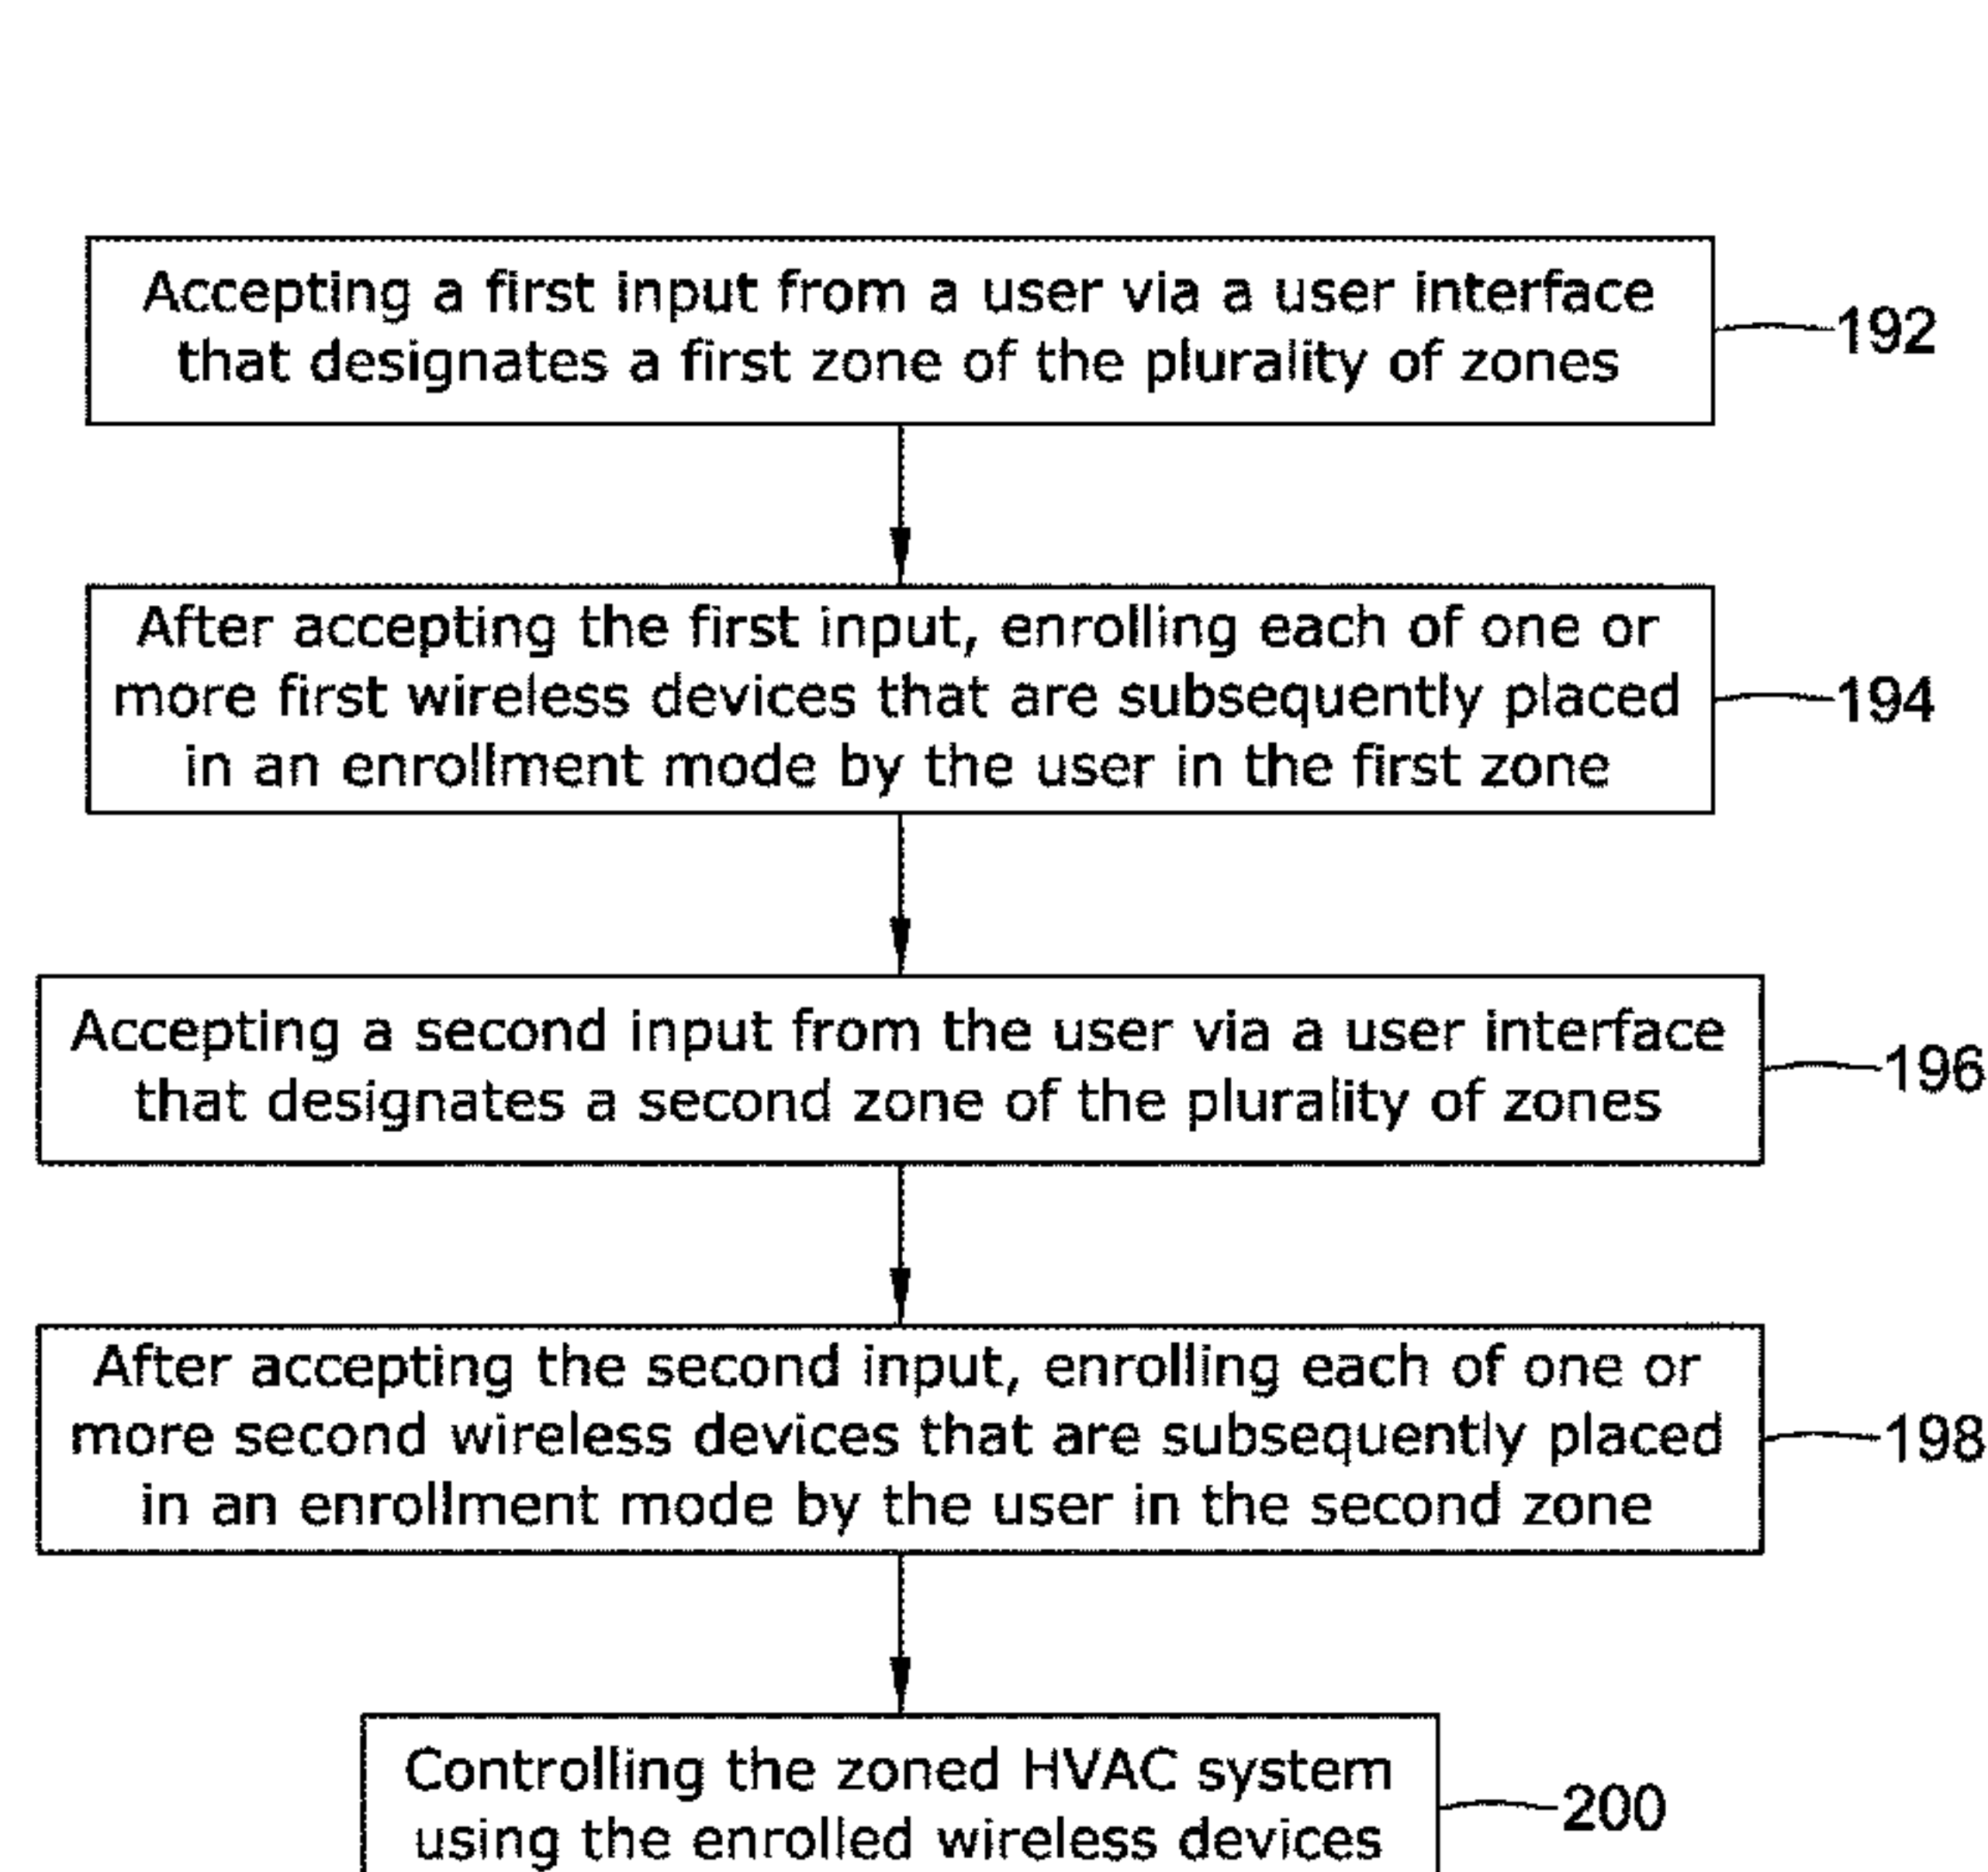 Accepting a first input from a user via a user interface
that designates a first zone of the plurality of zones
192
After accepting the first input, enrolling each of one or
more first wireless devices that are subsequently placed
in an enrollment mode by the user in the first zone
194
Accepting a second input from the user via a user interface
that designates a second zone of the plurality of zones
196
After accepting the second input, enrolling each of one or
more second wireless devices that are subsequently placed
in an enrollment mode by the user in the second zone
198
Controlling the zoned HVAC system
using the enrolled wireless devices
200